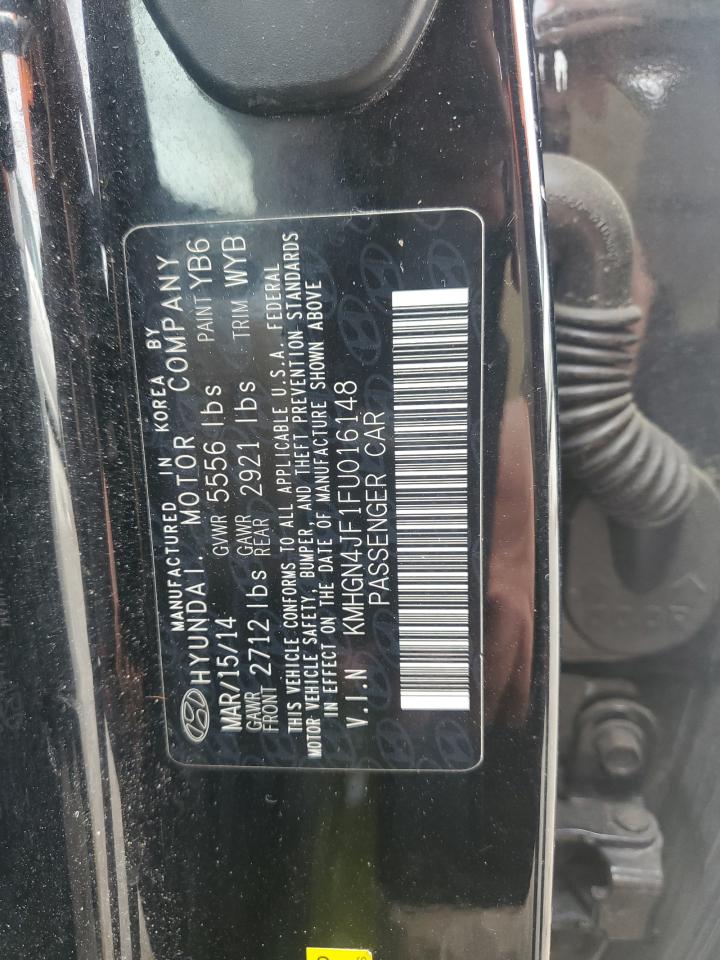 MANUFACTURED IN KOREA BY
HYUNDAI MOTOR COMPANY
MAR/15/14 GVWR 5556 lbs PAINT YB6
GAWR FRONT 2712 lbs GAWR REAR 2921 lbs TRIM WYB
THIS VEHICLE CONFORMS TO ALL APPLICABLE U.S.A. FEDERAL
MOTOR VEHICLE SAFETY, BUMPER, AND THEFT PREVENTION STANDARDS
IN EFFECT ON THE DATE OF MANUFACTURE SHOWN ABOVE
V.I.N KMHGN4JF1FU016148
PASSENGER CAR